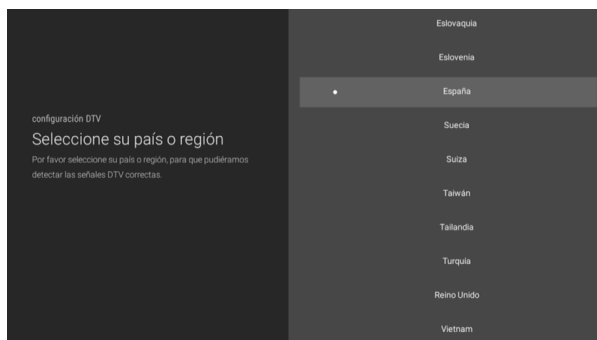 configuración DTV
Seleccione su país o región
Por favor seleccione su país o región, para que pudiéramos
detectar las señales DTV correctas.
Eslovaquia
Eslovenia
España
Suecia
Suiza
Taiwán
Tailandia
Turquía
Reino Unido
Vietnam